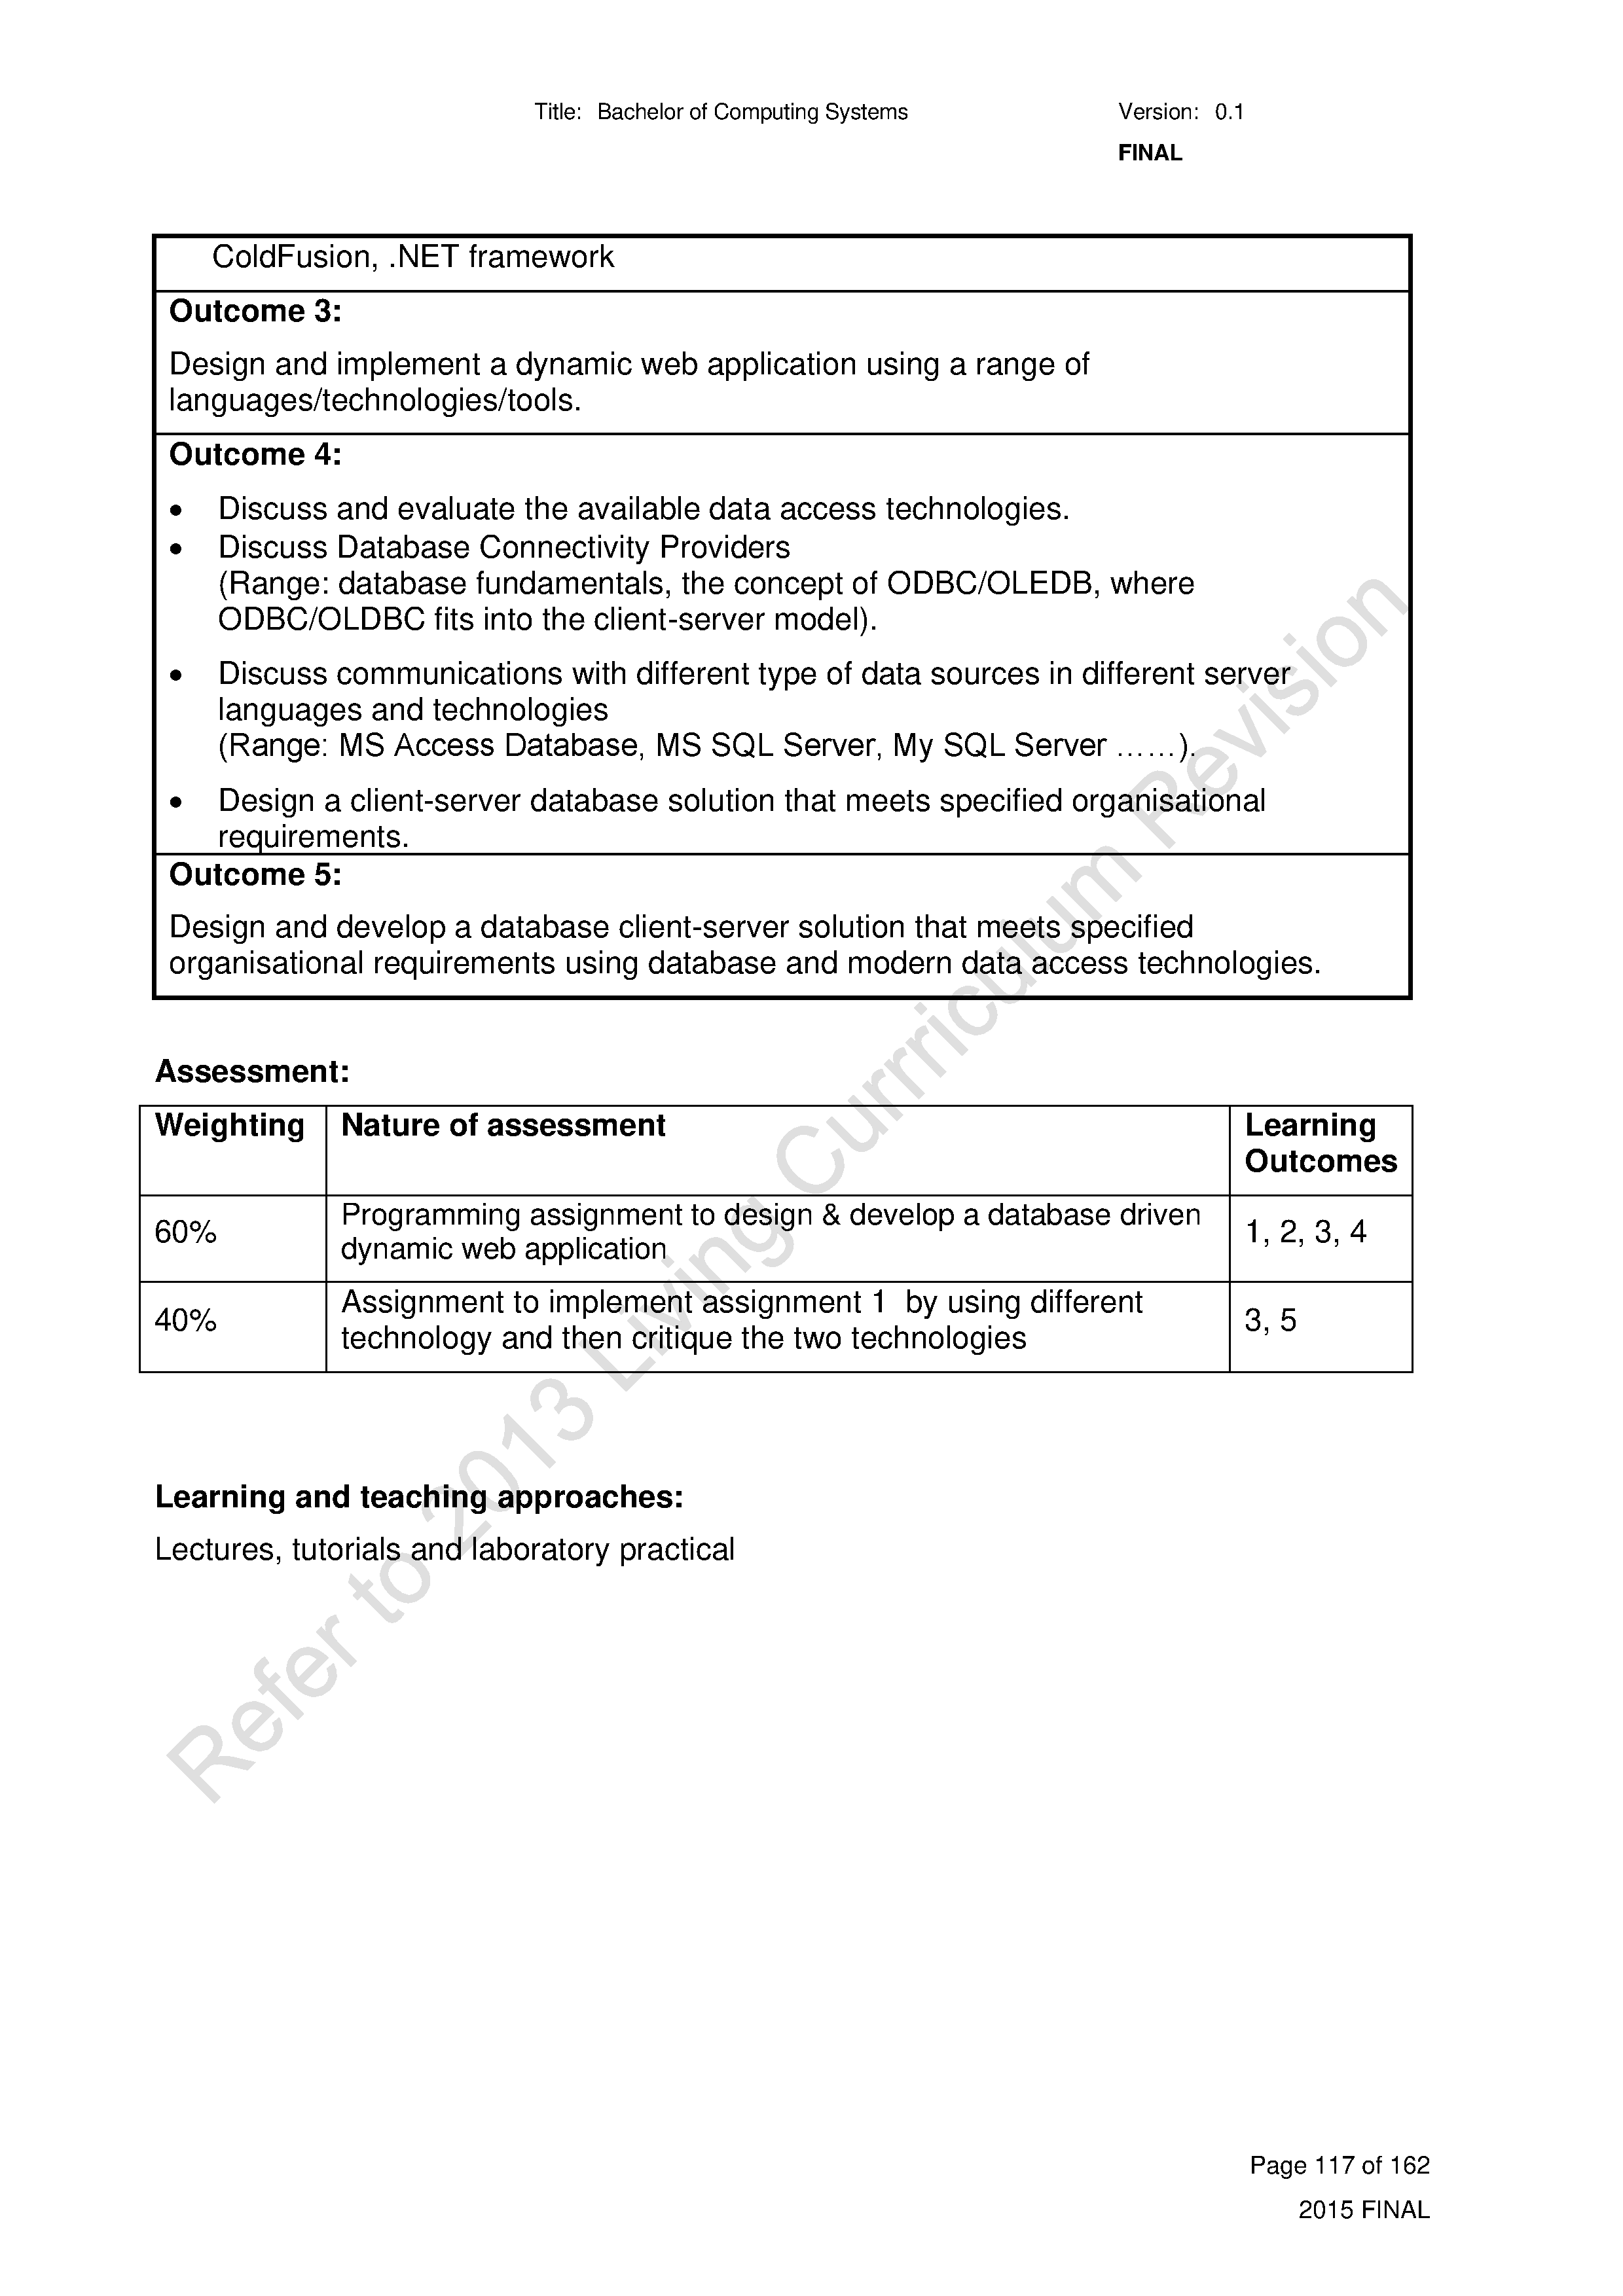 Title: Bachelor of Computing Systems Version: 0.1
FINAL
ColdFusion, .NET framework
Outcome 3:
Design and implement a dynamic web application using a range of
languages/technologies/tools.
Outcome 4:
• Discuss and evaluate the available data access technologies.
• Discuss Database Connectivity Providers
(Range: database fundamentals, the concept of ODBC/OLEDB, where
ODBC/OLDBC fits into the client-server model).
• Discuss communications with different type of data sources in different server
languages and technologies
(Range: MS Access Database, MS SQL Server, My SQL Server ……).
• Design a client-server database solution that meets specified organisational
requirements.
Outcome 5:
Design and develop a database client-server solution that meets specified
organisational requirements using database and modern data access technologies.
Assessment:
Weighting Nature of assessment Learning
Outcomes
60% Programming assignment to design & develop a database driven
dynamic web application 1, 2, 3, 4
40% Assignment to implement assignment 1  by using different
technology and then critique the two technologies 3, 5
Learning and teaching approaches:
Lectures, tutorials and laboratory practical
Refer to 2013 Living Curriculum Revision
Page 117 of 162
2015 FINAL